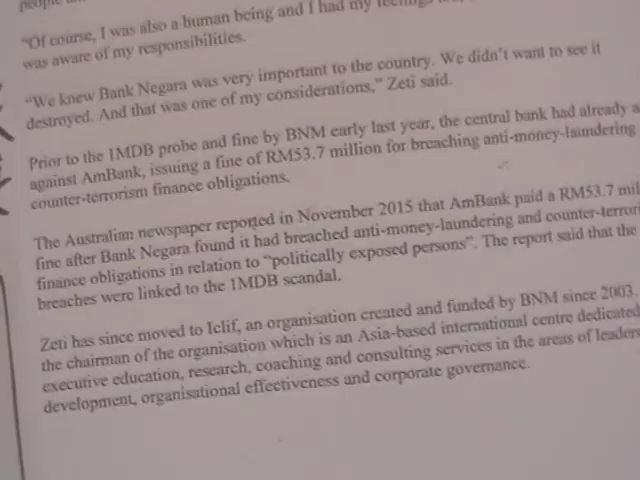 "Of course, I was also a human being and I had my feelings
was aware of my responsibilities.
"We knew Bank Negara was very important to the country. We didn't want to see it
destroyed. And that was one of my considerations," Zeti said.
Prior to the 1MDB probe and fine by BNM early last year, the central bank had already a
against AmBank, issuing a fine of RM53.7 million for breaching anti-money-laundering
counter-terrorism finance obligations.
The Australian newspaper reported in November 2015 that AmBank paid a RM53.7 mil
fine after Bank Negara found it had breached anti-money-laundering and counter-terrori
finance obligations in relation to "politically exposed persons". The report said that the
breaches were linked to the 1MDB scandal.
Zeti has since moved to Iclif, an organisation created and funded by BNM since 2003.
the chairman of the organisation which is an Asia-based international centre dedicated
executive education, research, coaching and consulting services in the areas of leaders
development, organisational effectiveness and corporate governance.